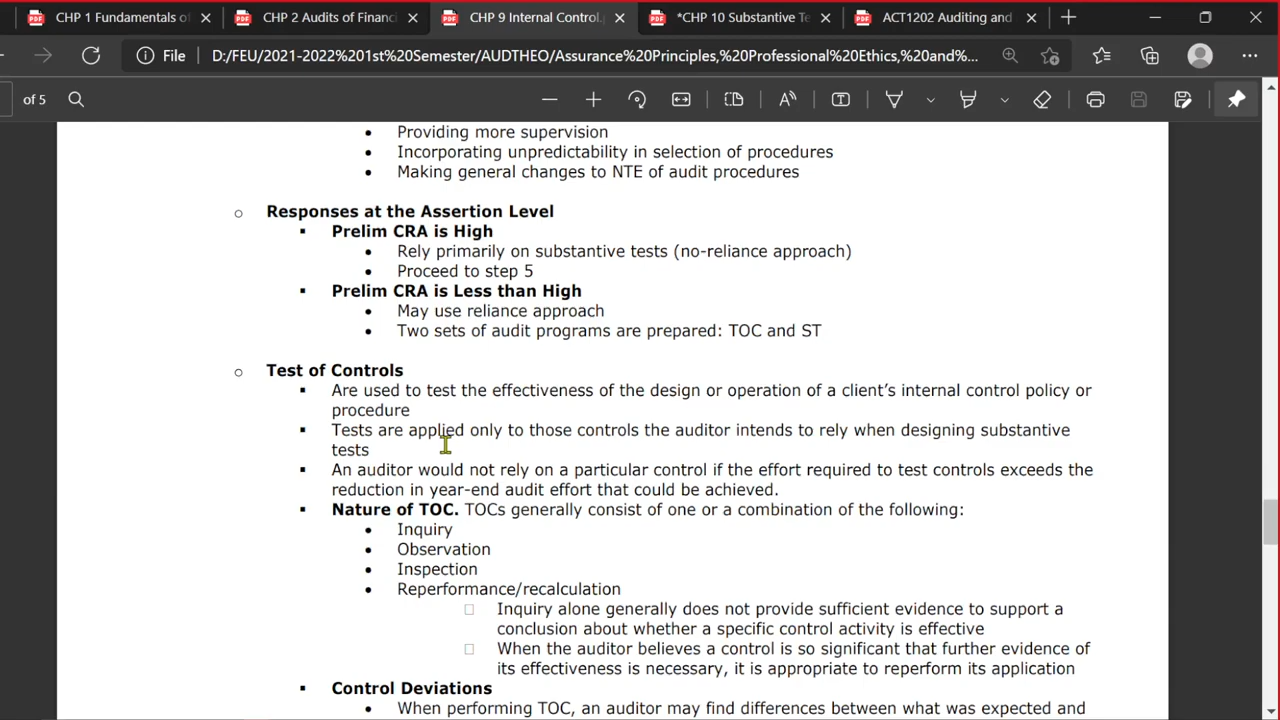 CHP 1 Fundamentals of
CHP 2 Audits of Financi
CHP 9 Internal Control.
*CHP 10 Substantive Te
ACT1202 Auditing and
File
D:/FEU/2021-2022%201st%20Semester/AUDTHEO/Assurance%20Principles,%20Professional%20Ethics,%20and%...
of 5
• Providing more supervision
• Incorporating unpredictability in selection of procedures
• Making general changes to NTE of audit procedures
○ Responses at the Assertion Level
▪ Prelim CRA is High
• Rely primarily on substantive tests (no-reliance approach)
• Proceed to step 5
▪ Prelim CRA is Less than High
• May use reliance approach
• Two sets of audit programs are prepared: TOC and ST
○ Test of Controls
▪ Are used to test the effectiveness of the design or operation of a client's internal control policy or
procedure
▪ Tests are applied only to those controls the auditor intends to rely when designing substantive
tests
▪ An auditor would not rely on a particular control if the effort required to test controls exceeds the
reduction in year-end audit effort that could be achieved.
▪ Nature of TOC. TOCs generally consist of one or a combination of the following:
• Inquiry
• Observation
• Inspection
• Reperformance/recalculation
□ Inquiry alone generally does not provide sufficient evidence to support a
conclusion about whether a specific control activity is effective
□ When the auditor believes a control is so significant that further evidence of
its effectiveness is necessary, it is appropriate to reperform its application
▪ Control Deviations
• When performing TOC, an auditor may find differences between what was expected and